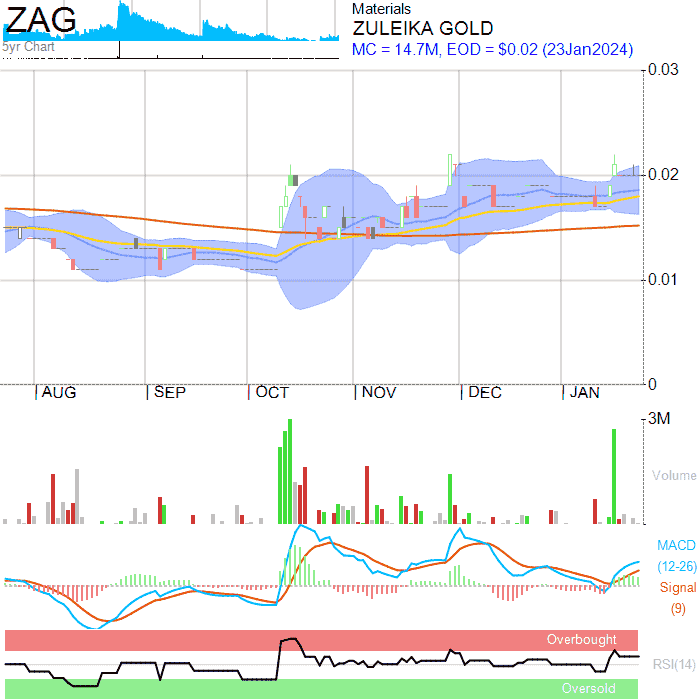 ZAG
5yr Chart
Materials
ZULEIKA GOLD
MC = 14.7M, EOD = $0.02 (23Jan2024)
0.03
0.02
0.01
0
AUG SEP OCT NOV DEC JAN
3M
Volume
MACD
(12-26)
Signal
(9)
Overbought
RSI(14)
Oversold